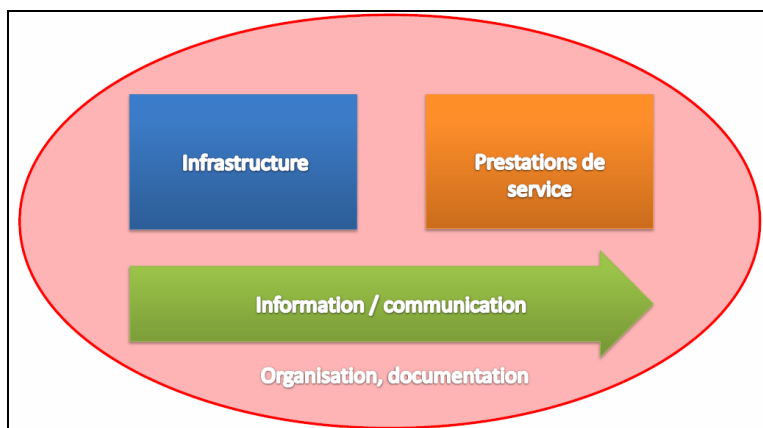 Infrastructure
Prestations de
service
Information / communication
Organisation, documentation